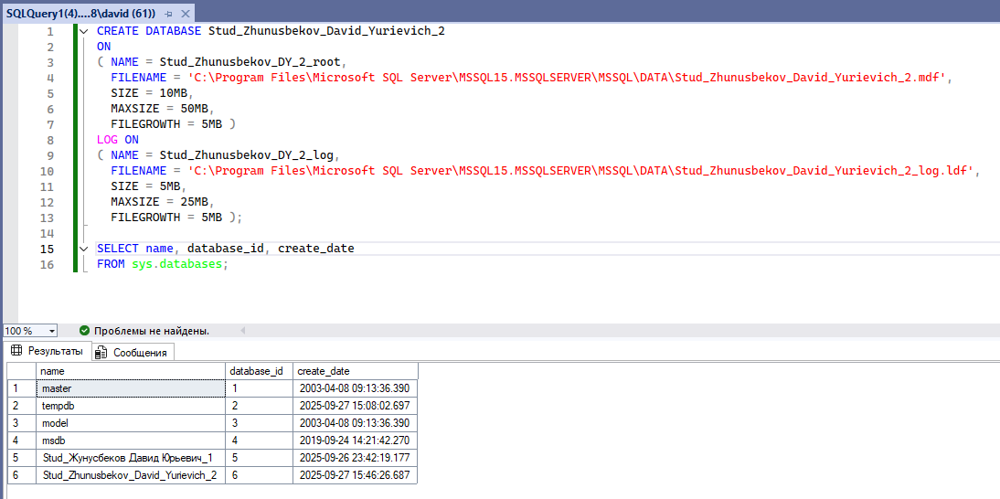 SQLQuery1(4)....8\david (61))
1 CREATE DATABASE Stud_Zhunusbekov_David_Yurievich_2
2 ON
3 ( NAME = Stud_Zhunusbekov_DY_2_root,
4 FILENAME = 'C:\Program Files\Microsoft SQL Server\MSSQL15.MSSQLSERVER\MSSQL\DATA\Stud_Zhunusbekov_David_Yurievich_2.mdf',
5 SIZE = 10MB,
6 MAXSIZE = 50MB,
7 FILEGROWTH = 5MB )
8 LOG ON
9 ( NAME = Stud_Zhunusbekov_DY_2_log,
10 FILENAME = 'C:\Program Files\Microsoft SQL Server\MSSQL15.MSSQLSERVER\MSSQL\DATA\Stud_Zhunusbekov_David_Yurievich_2_log.ldf',
11 SIZE = 5MB,
12 MAXSIZE = 25MB,
13 FILEGROWTH = 5MB );
14
15 SELECT name, database_id, create_date
16 FROM sys.databases;
100 % Проблемы не найдены.
Результаты Сообщения
name database_id create_date
1 master 1 2003-04-08 09:13:36.390
2 tempdb 2 2025-09-27 15:08:02.697
3 model 3 2003-04-08 09:13:36.390
4 msdb 4 2019-09-24 14:21:42.270
5 Stud_Жунусбеков Давид Юрьевич_1 5 2025-09-26 23:42:19.177
6 Stud_Zhunusbekov_David_Yurievich_2 6 2025-09-27 15:46:26.687